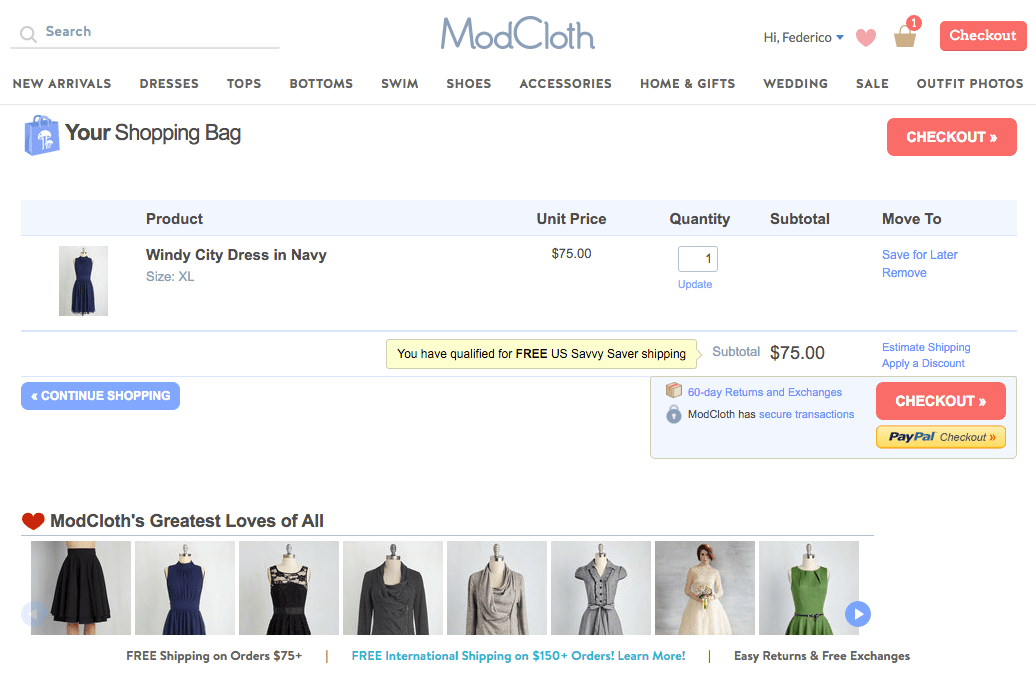 Search
ModCloth
Hi, Federico
1
Checkout
NEW ARRIVALS DRESSES TOPS BOTTOMS SWIM SHOES ACCESSORIES HOME & GIFTS WEDDING SALE OUTFIT PHOTOS
Your Shopping Bag
CHECKOUT »
Product Unit Price Quantity Subtotal Move To
Windy City Dress in Navy $75.00 1 Save for Later
Size: XL Remove
Update
You have qualified for FREE US Savvy Saver shipping Subtotal $75.00 Estimate Shipping
Apply a Discount
« CONTINUE SHOPPING
60-day Returns and Exchanges
ModCloth has secure transactions
CHECKOUT »
PayPal Checkout »
ModCloth's Greatest Loves of All
FREE Shipping on Orders $75+ | FREE International Shipping on $150+ Orders! Learn More! | Easy Returns & Free Exchanges